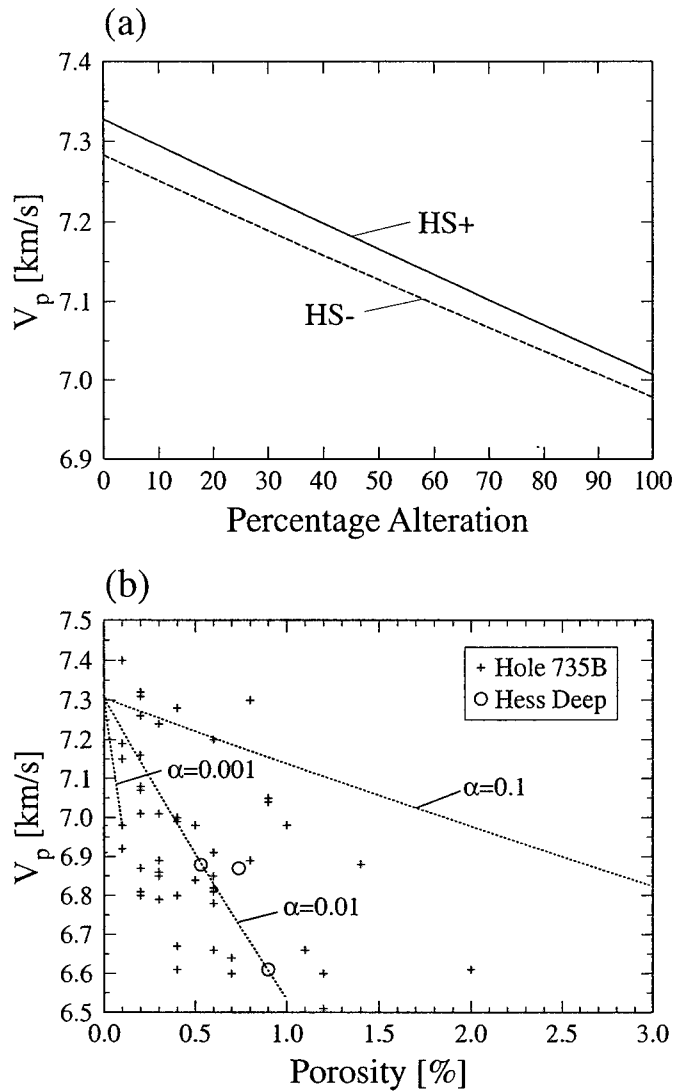 (a)
7.4
7.3
7.2
7.1
7.0
6.9
V_p [km/s]
HS+
HS-
0 10 20 30 40 50 60 70 80 90 100
Percentage Alteration
(b)
7.5
7.4
7.3
7.2
7.1
7.0
6.9
6.8
6.7
6.6
6.5
V_p [km/s]
+ Hole 735B
○ Hess Deep
α=0.001
α=0.1
α=0.01
0.0 0.5 1.0 1.5 2.0 2.5 3.0
Porosity [%]